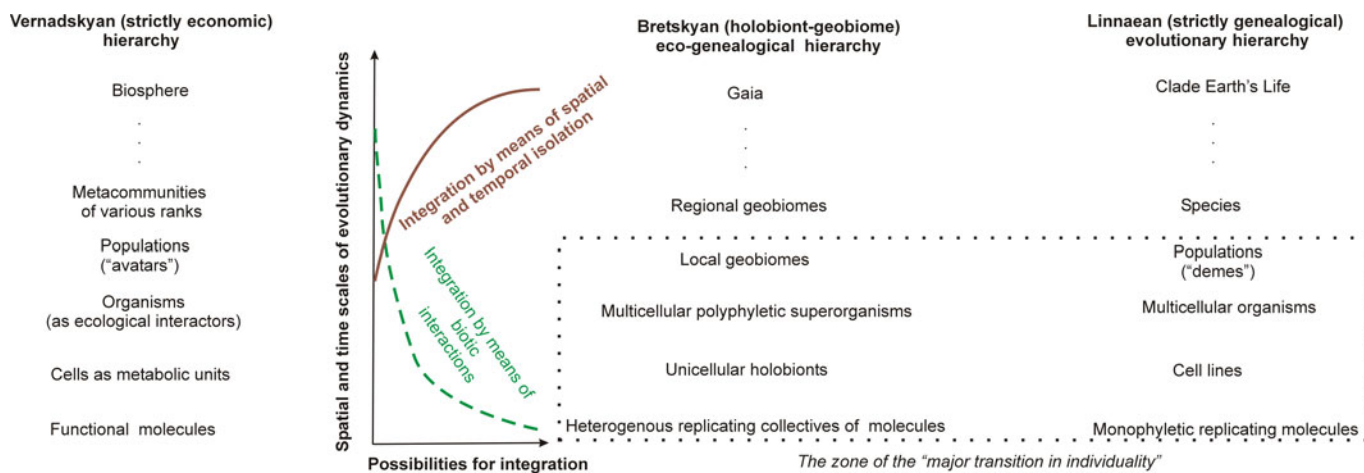 Vernadskyan (strictly economic)
hierarchy
Biosphere
Metacommunities
of various ranks
Populations
(“avatars”)
Organisms
(as ecological interactors)
Cells as metabolic units
Functional molecules
Spatial and time scales of evolutionary dynamics
Integration by means of spatial
and temporal isolation
Integration by means of
biotic
interactions
Possibilities for integration
Bretskyan (holobiont-geobiome)
eco-genealogical hierarchy
Gaia
Regional geobiomes
Local geobiomes
Multicellular polyphyletic superorganisms
Unicellular holobionts
Heterogenous replicating collectives of molecules
Linnaean (strictly genealogical)
evolutionary hierarchy
Clade Earth’s Life
Species
Populations
(“demes”)
Multicellular organisms
Cell lines
Monophyletic replicating molecules
The zone of the “major transition in individuality”